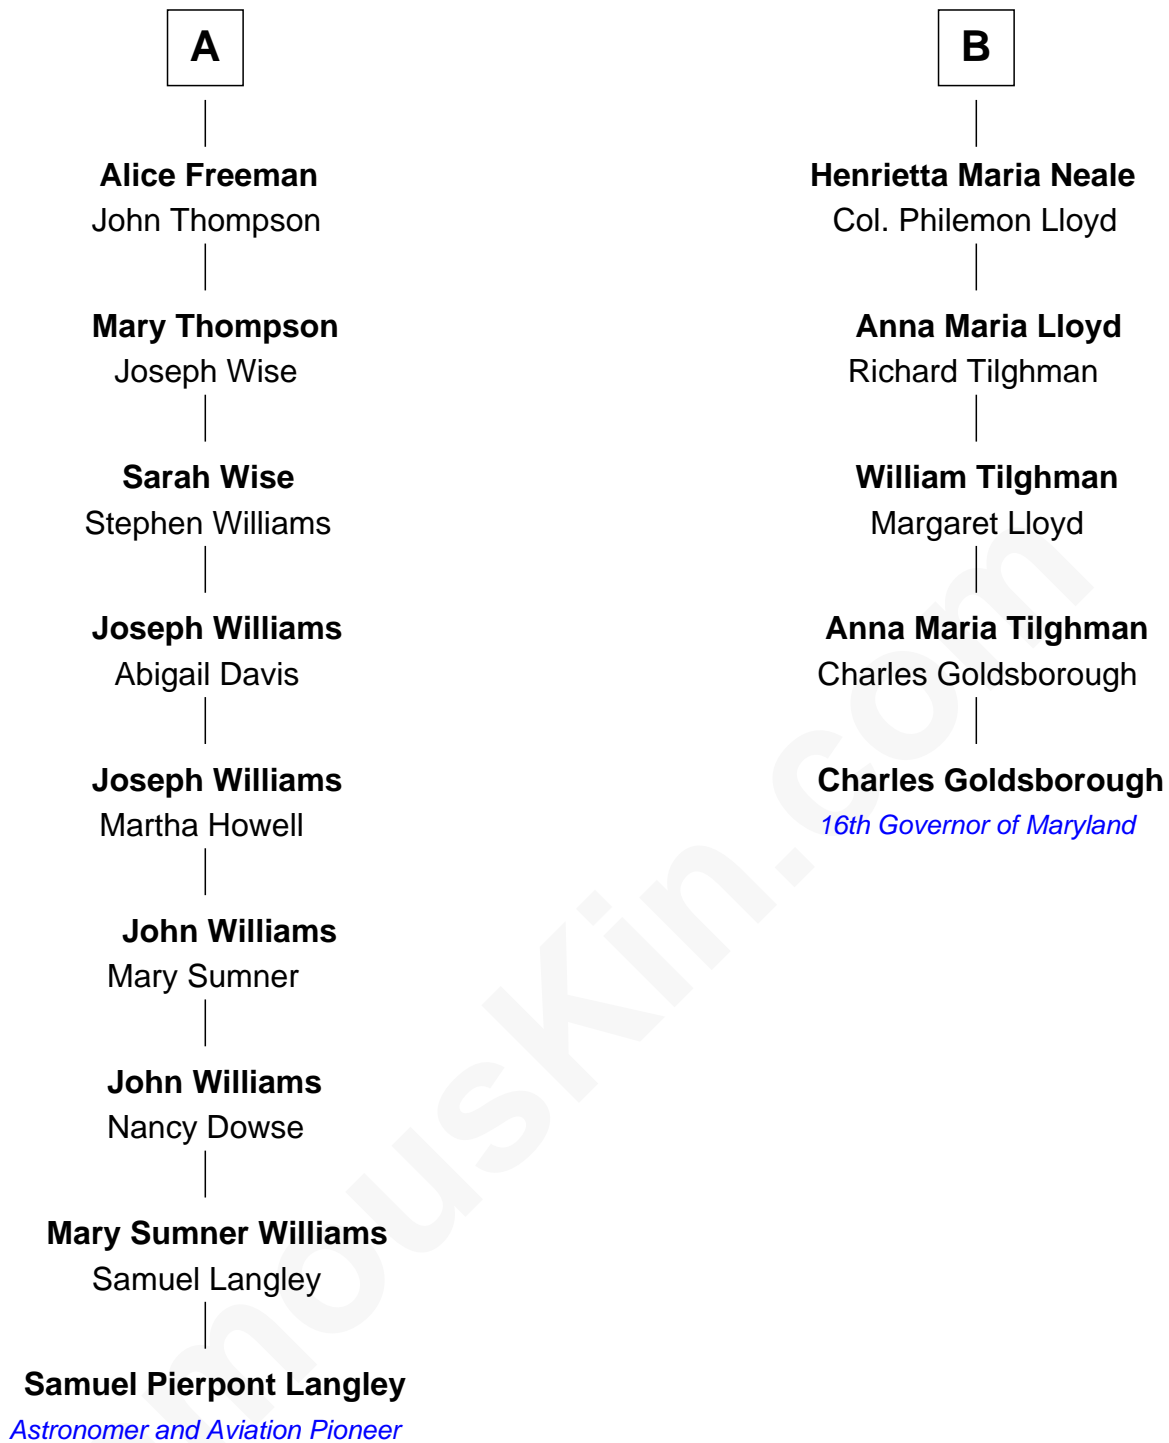 A
Alice Freeman
John Thompson
Mary Thompson
Joseph Wise
Sarah Wise
Stephen Williams
Joseph Williams
Abigail Davis
Joseph Williams
Martha Howell
John Williams
Mary Sumner
John Williams
Nancy Dowse
Mary Sumner Williams
Samuel Langley
Samuel Pierpont Langley
Astronomer and Aviation Pioneer
B
Henrietta Maria Neale
Col. Philemon Lloyd
Anna Maria Lloyd
Richard Tilghman
William Tilghman
Margaret Lloyd
Anna Maria Tilghman
Charles Goldsborough
Charles Goldsborough
16th Governor of Maryland
mousKin.com